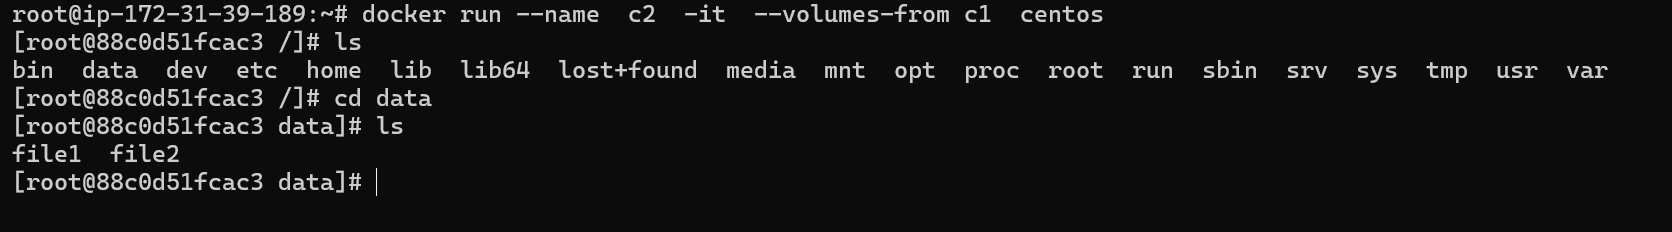 root@ip-172-31-39-189:~# docker run --name  c2  -it  --volumes-from c1  centos
[root@88c0d51fcac3 /]# ls
bin  data  dev  etc  home  lib  lib64  lost+found  media  mnt  opt  proc  root  run  sbin  srv  sys  tmp  usr  var
[root@88c0d51fcac3 /]# cd data
[root@88c0d51fcac3 data]# ls
file1  file2
[root@88c0d51fcac3 data]#